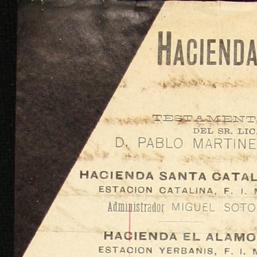 HACIENDA
TESTAMENT
DEL SR. LIC.
D. PABLO MARTINE
HACIENDA SANTA CATAL
ESTACION CATALINA, F. I. M
Administrador MIGUEL SOTO
HACIENDA EL ALAMO
ESTACION YERBANIS, F. I. M